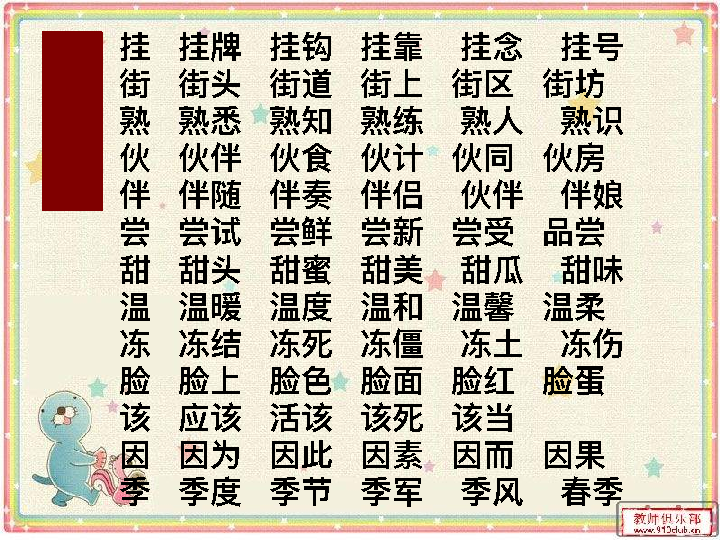 挂 挂牌 挂钩 挂靠 挂念 挂号
街 街头 街道 街上 街区 街坊
熟 熟悉 熟知 熟练 熟人 熟识
伙 伙伴 伙食 伙计 伙同 伙房
伴 伴随 伴奏 伴侣 伙伴 伴娘
尝 尝试 尝鲜 尝新 尝受 品尝
甜 甜头 甜蜜 甜美 甜瓜 甜味
温 温暖 温度 温和 温馨 温柔
冻 冻结 冻死 冻僵 冻土 冻伤
脸 脸上 脸色 脸面 脸红 脸蛋
该 应该 活该 该死 该当
因 因为 因此 因素 因而 因果
季 季度 季节 季军 季风 春季
教师俱乐部
www.910club.cn